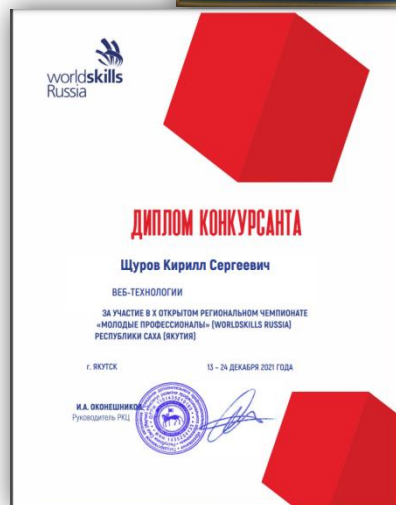 worldskills
Russia
ДИПЛОМ КОНКУРСАНТА
Щуров Кирилл Сергеевич
ВЕБ-ТЕХНОЛОГИИ
ЗА УЧАСТИЕ В X ОТКРЫТОМ РЕГИОНАЛЬНОМ ЧЕМПИОНАТЕ
«МОЛОДЫЕ ПРОФЕССИОНАЛЫ» (WORLDSKILLS RUSSIA)
РЕСПУБЛИКИ САХА (ЯКУТИЯ)
г. ЯКУТСК 13 – 24 ДЕКАБРЯ 2021 ГОДА
И.А. ОКОНЕШНИКОВ
Руководитель РКЦ